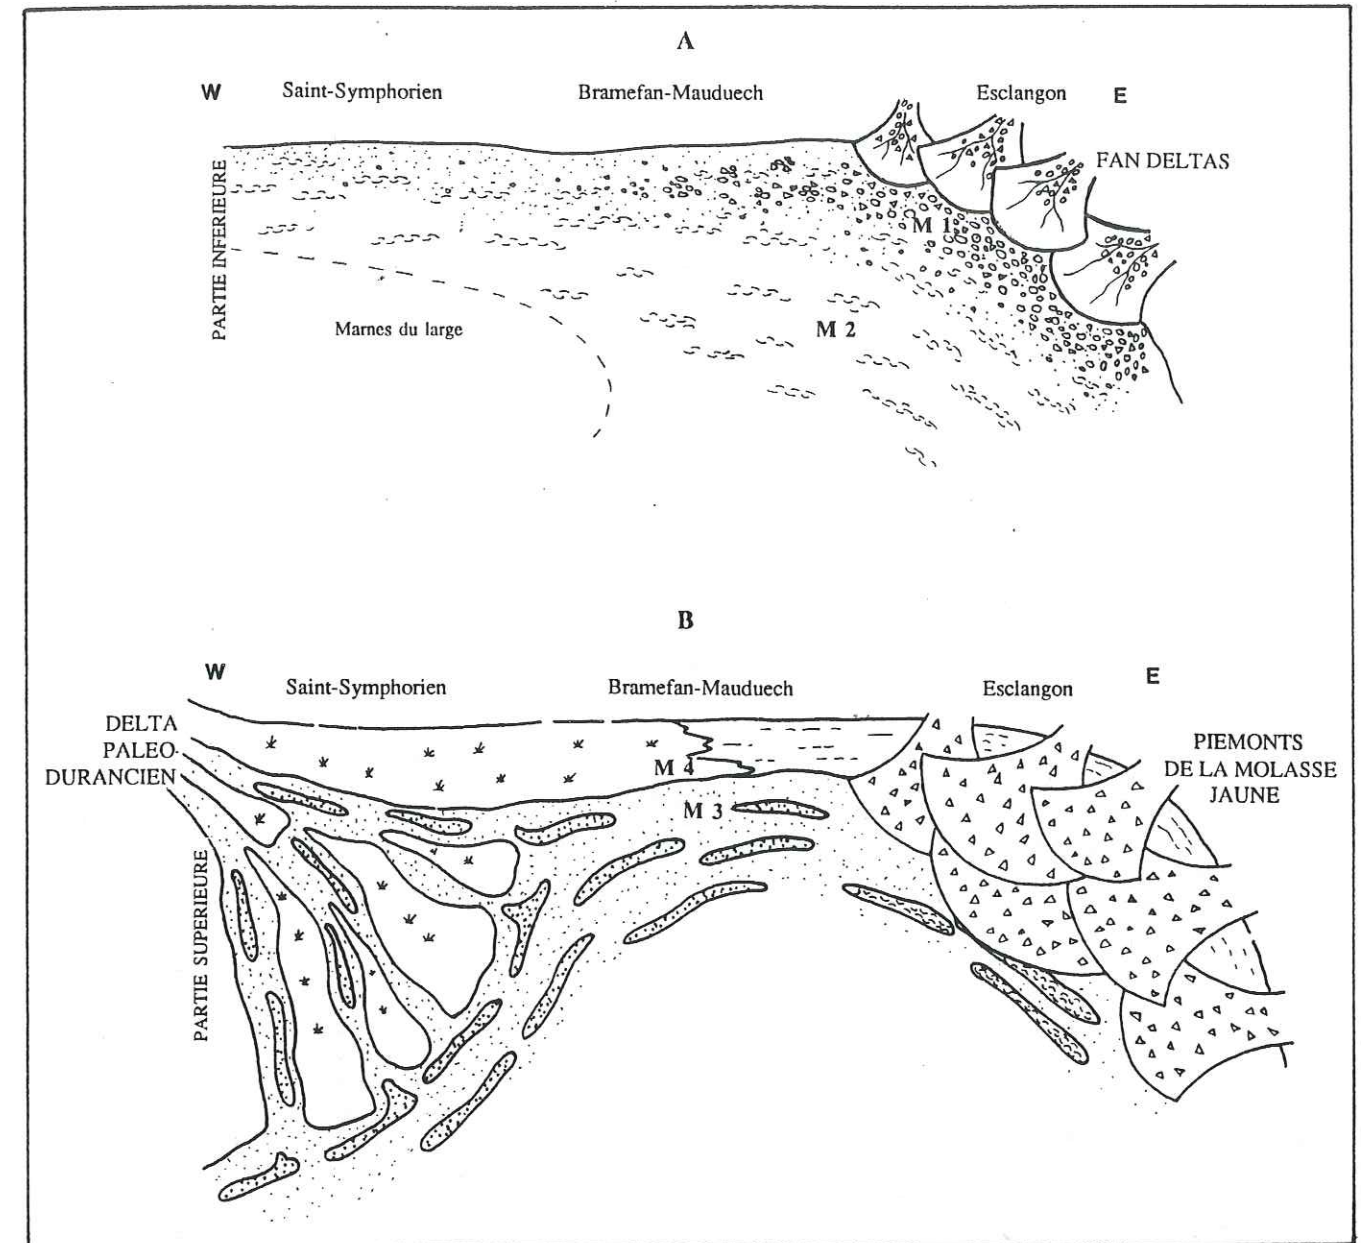 A
W Saint-Symphorien Bramefan-Mauduech Esclangon E
FAN DELTAS
PARTIE INFERIEURE
M 1
M 2
Marnes du large
B
W Saint-Symphorien Bramefan-Mauduech Esclangon E
DELTA
PALEO-
DURANCIEN
PIEMONTS
DE LA MOLASSE
JAUNE
M 4
M 3
PARTIE SUPERIEURE